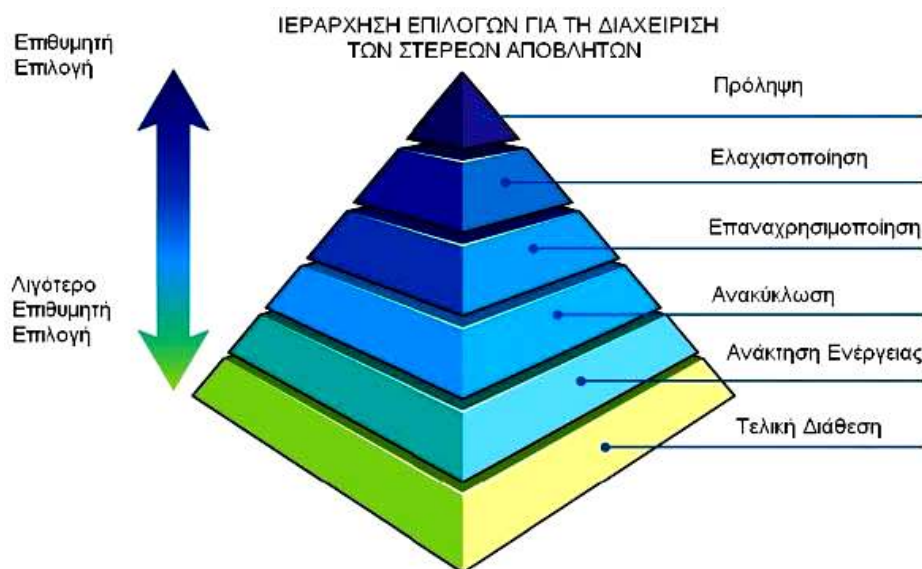 ΙΕΡΑΡΧΗΣΗ ΕΠΙΛΟΓΩΝ ΓΙΑ ΤΗ ΔΙΑΧΕΙΡΙΣΗ
ΤΩΝ ΣΤΕΡΕΩΝ ΑΠΟΒΛΗΤΩΝ
Επιθυμητή
Επιλογή
Πρόληψη
Ελαχιστοποίηση
Επαναχρησιμοποίηση
Λιγότερο
Επιθυμητή
Επιλογή
Ανακύκλωση
Ανάκτηση Ενέργειας
Τελική Διάθεση